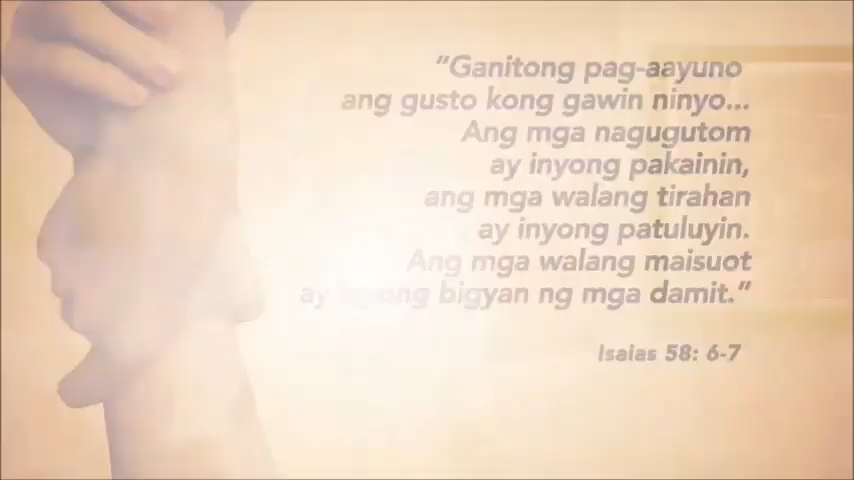 "Ganitong pag-aayuno
ang gusto kong gawin ninyo...
Ang mga nagugutom
ay inyong pakainin,
ang mga walang tirahan
ay inyong patuluyin.
Ang mga walang maisuot
ay inyong bigyan ng mga damit."
Isaias 58: 6-7